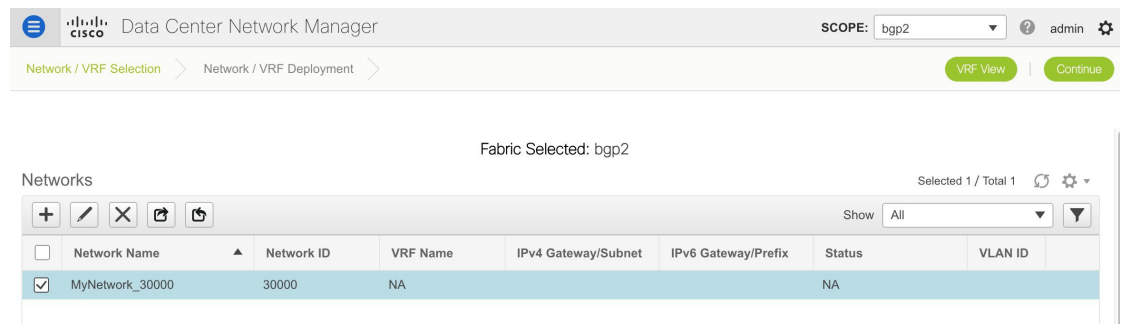 CISCO Data Center Network Manager SCOPE: bgp2 ? admin
Network / VRF Selection Network / VRF Deployment VRF View | Continue
Fabric Selected: bgp2
Networks Selected 1 / Total 1
Show All
Network Name Network ID VRF Name IPv4 Gateway/Subnet IPv6 Gateway/Prefix Status VLAN ID
MyNetwork_30000 30000 NA NA